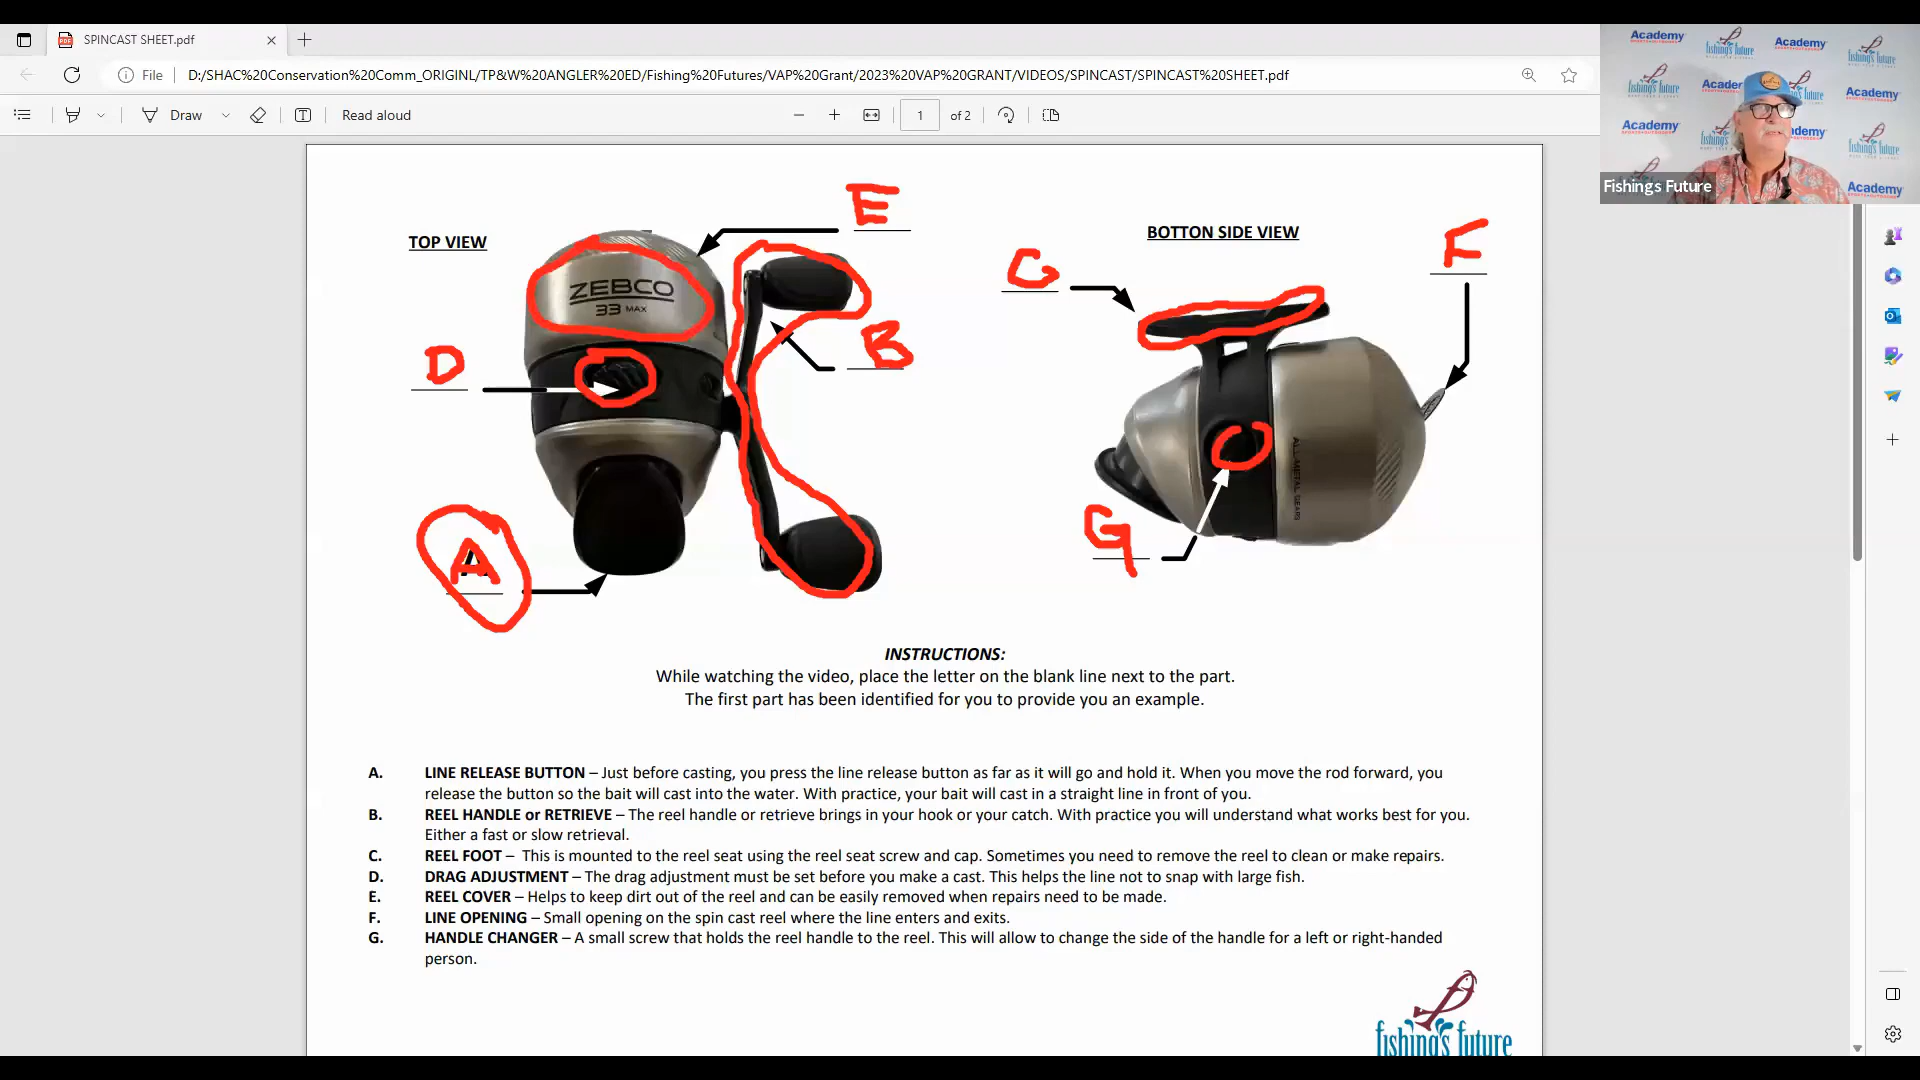 SPINCAST SHEET.pdf
File
D:/SHAC%20Conservation%20Comm_ORIGINL/TP&W%20ANGLER%20ED/Fishing%20Futures/VAP%20Grant/2023%20VAP%20GRANT/VIDEOS/SPINCAST/SPINCAST%20SHEET.pdf
Draw
Read aloud
1
of 2
Academy
fishing's future
Academy
fishing's future
fishing's future
Academy
Academy
fishing's
fishing's future
Academy
Fishings Future
TOP VIEW
E
ZEBCO
33 MAX
B
D
A
BOTTON SIDE VIEW
C
F
ALL-METAL GEARS
G
INSTRUCTIONS:
While watching the video, place the letter on the blank line next to the part.
The first part has been identified for you to provide you an example.
A. LINE RELEASE BUTTON – Just before casting, you press the line release button as far as it will go and hold it. When you move the rod forward, you
release the button so the bait will cast into the water. With practice, your bait will cast in a straight line in front of you.
B. REEL HANDLE or RETRIEVE – The reel handle or retrieve brings in your hook or your catch. With practice you will understand what works best for you.
Either a fast or slow retrieval.
C. REEL FOOT – This is mounted to the reel seat using the reel seat screw and cap. Sometimes you need to remove the reel to clean or make repairs.
D. DRAG ADJUSTMENT – The drag adjustment must be set before you make a cast. This helps the line not to snap with large fish.
E. REEL COVER – Helps to keep dirt out of the reel and can be easily removed when repairs need to be made.
F. LINE OPENING – Small opening on the spin cast reel where the line enters and exits.
G. HANDLE CHANGER – A small screw that holds the reel handle to the reel. This will allow to change the side of the handle for a left or right-handed
person.
fishing's future